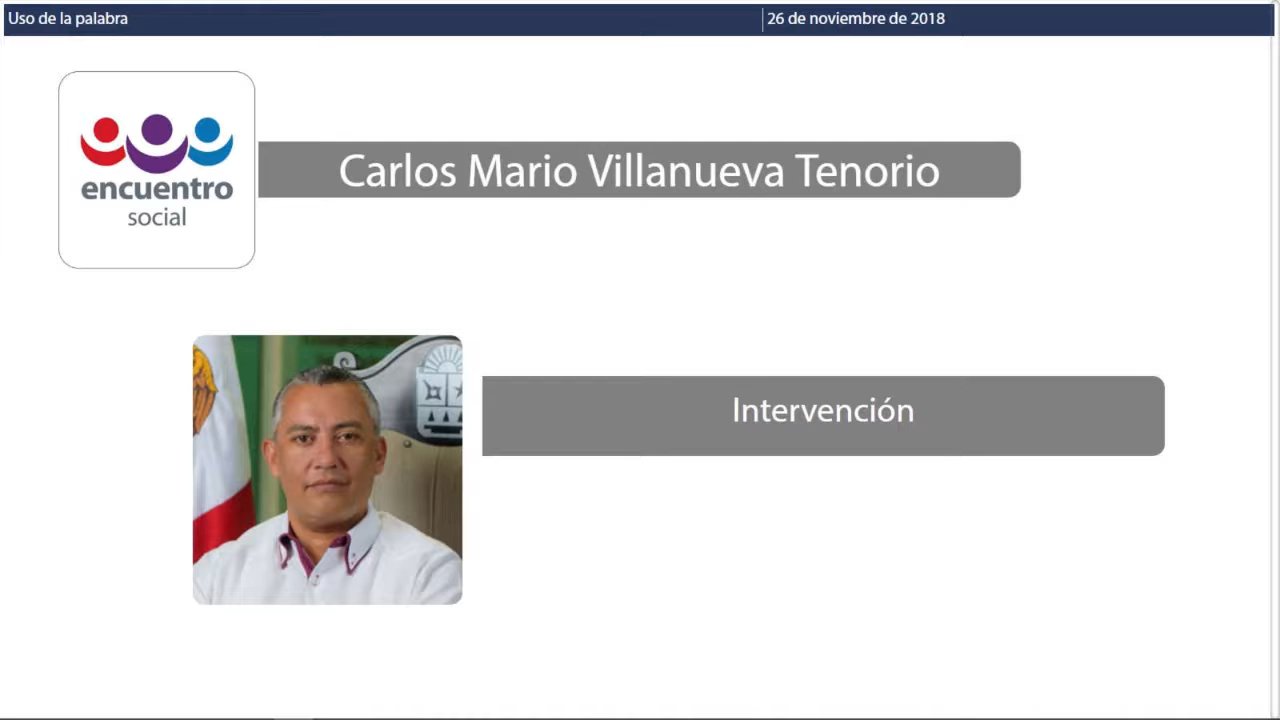 Uso de la palabra
26 de noviembre de 2018
encuentro
social
Carlos Mario Villanueva Tenorio
Intervención